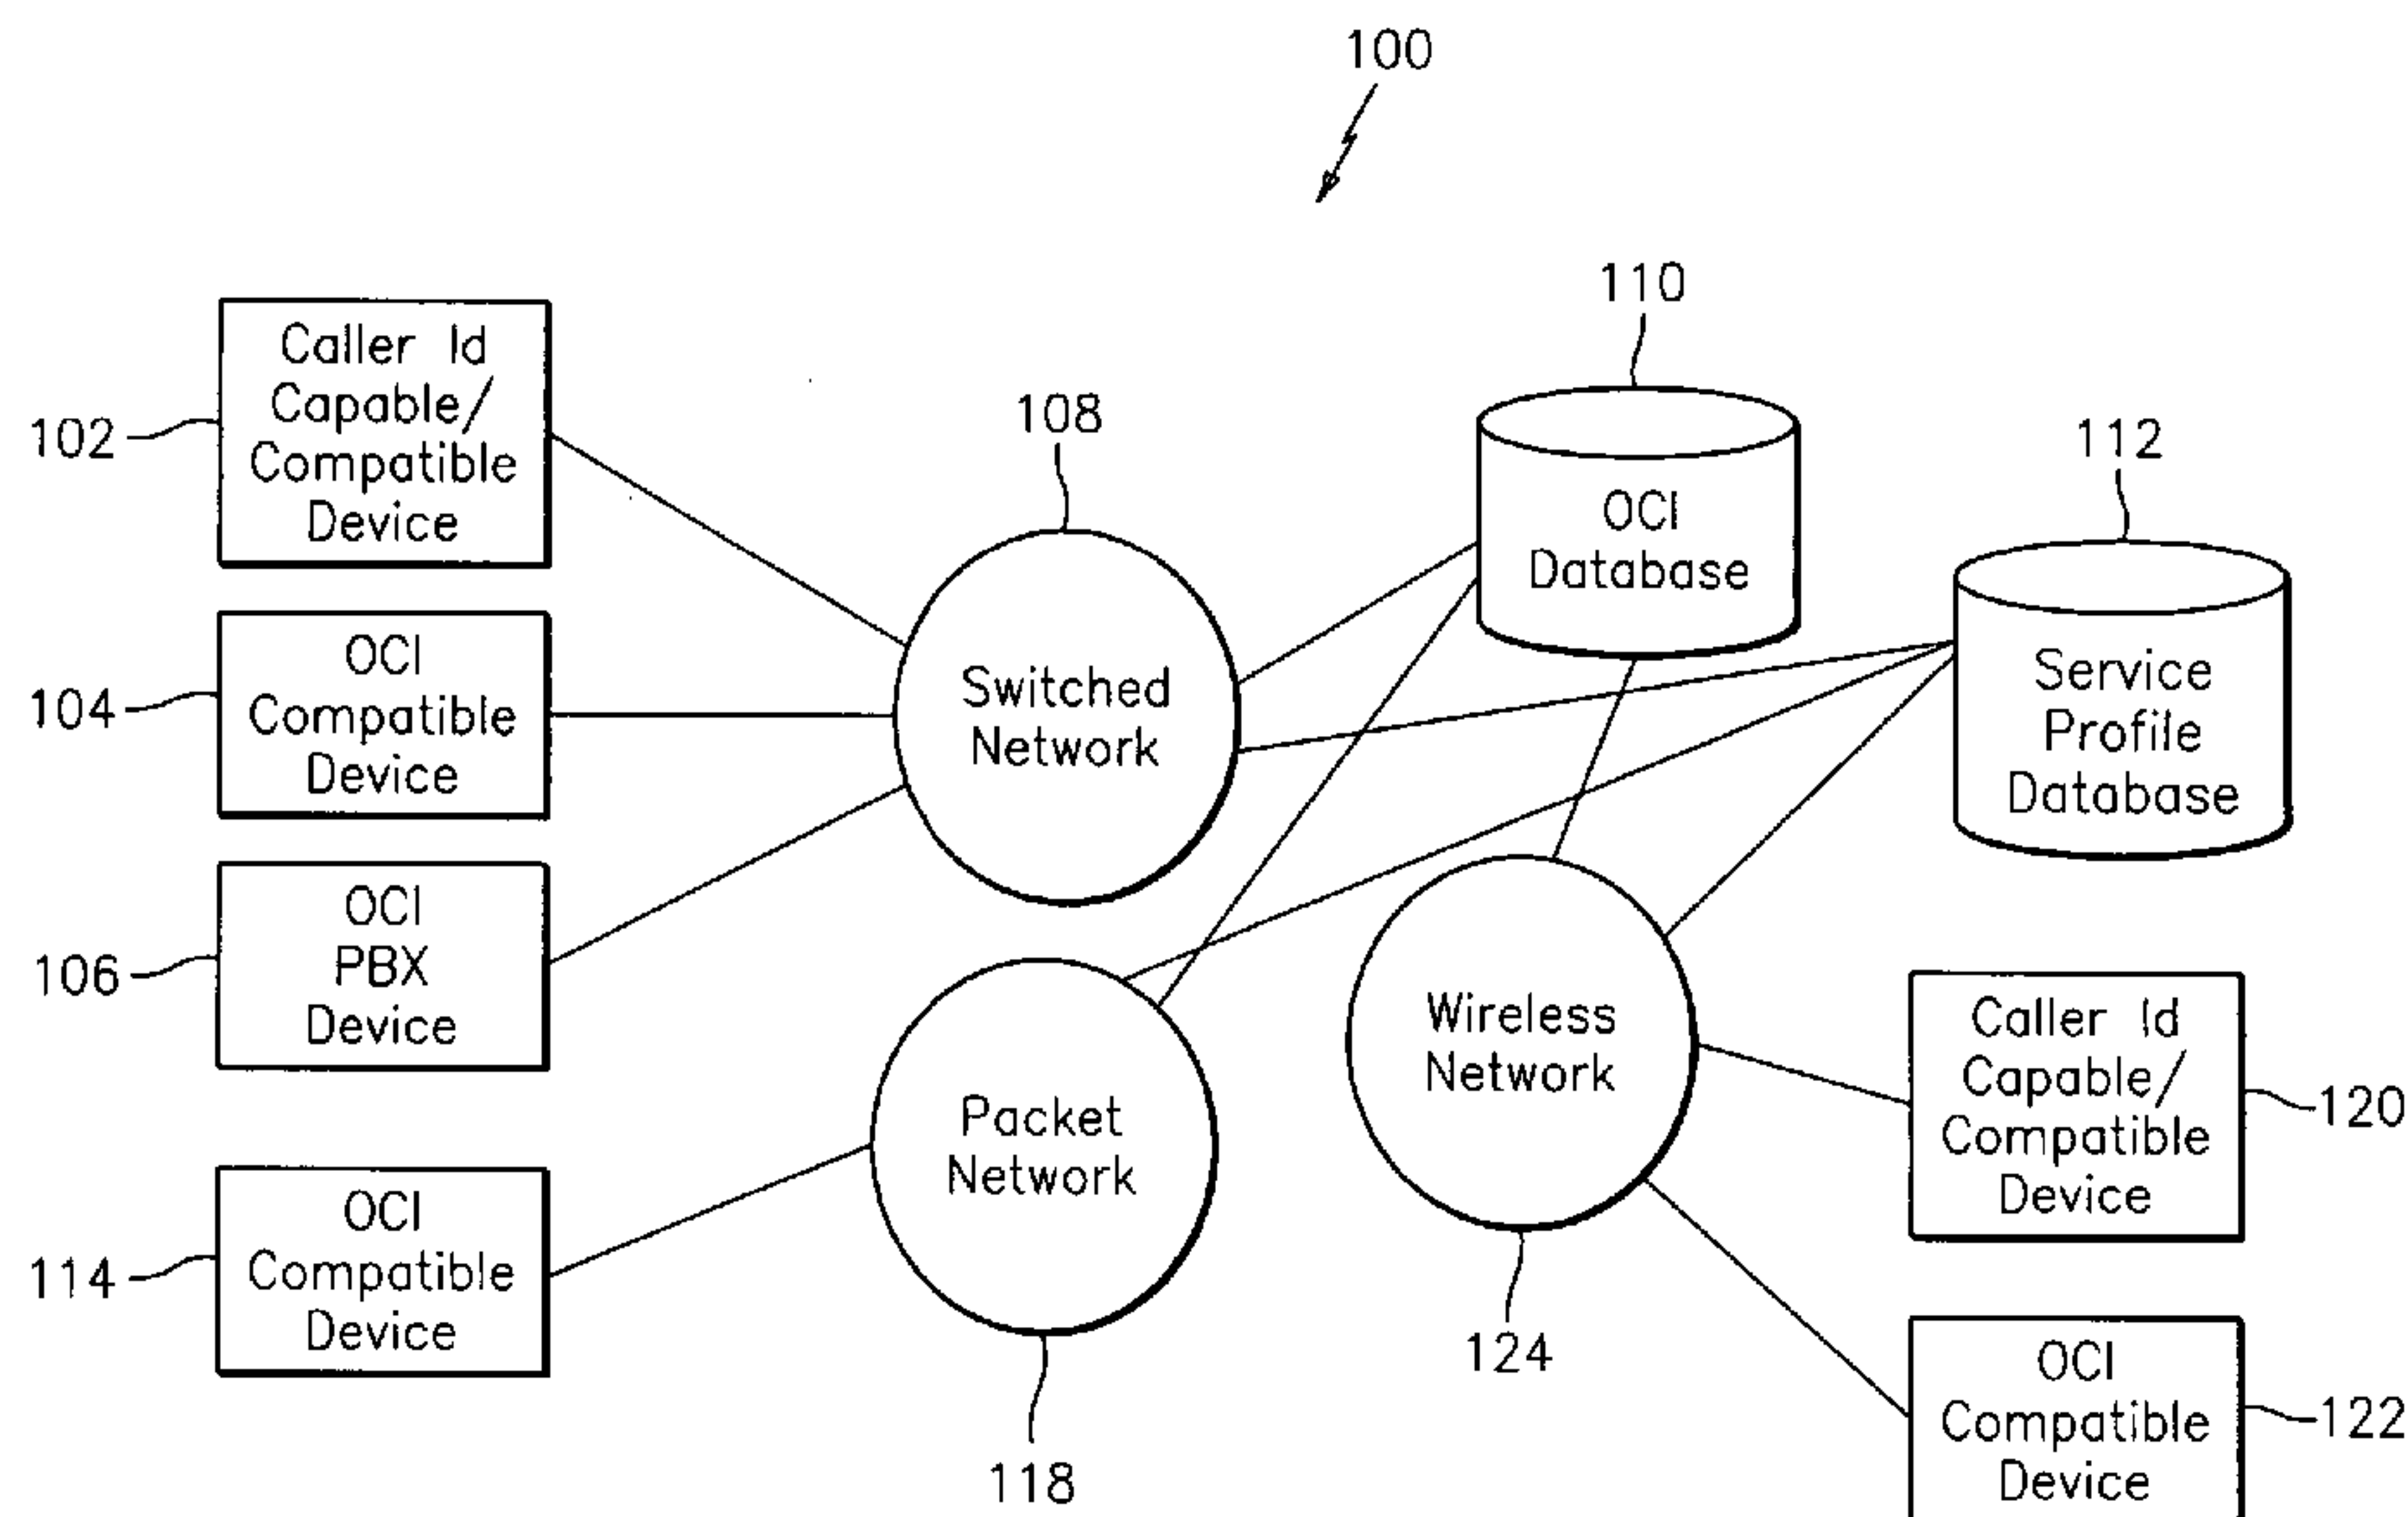 100
110
112
108
102
Caller Id
Capable/
Compatible
Device
104
OCI
Compatible
Device
106
OCI
PBX
Device
114
OCI
Compatible
Device
Switched
Network
OCI
Database
Service
Profile
Database
Packet
Network
118
Wireless
Network
124
Caller Id
Capable/
Compatible
Device
120
OCI
Compatible
Device
122